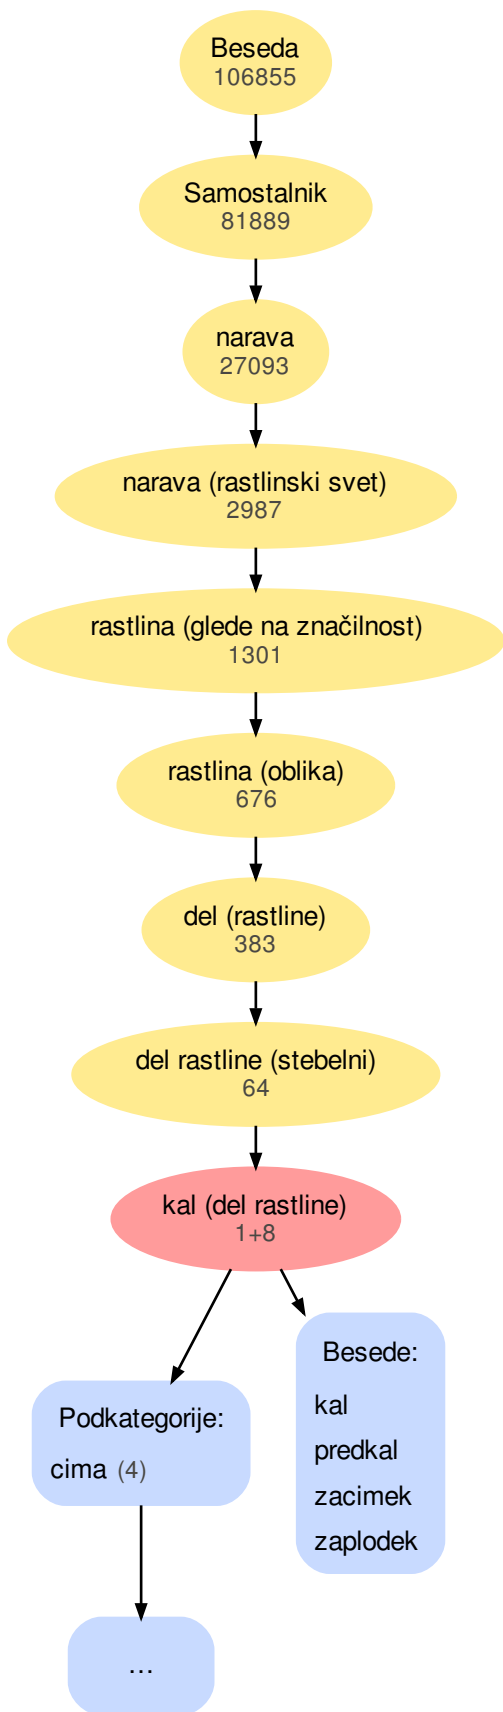 Beseda
106855
Samostalnik
81889
narava
27093
narava (rastlinski svet)
2987
rastlina (glede na značilnost)
1301
rastlina (oblika)
676
del (rastline)
383
del rastline (stebelni)
64
kal (del rastline)
1+8
Podkategorije:
cima (4)
...
Besede:
kal
predkal
zacimek
zaplodek